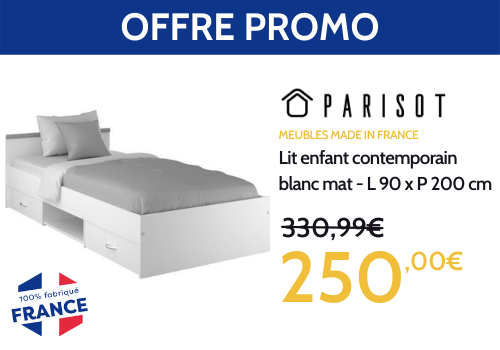 OFFRE PROMO
PARISOT
MEUBLES MADE IN FRANCE
Lit enfant contemporain
blanc mat - L 90 x P 200 cm
330,99€
250,00€
100% fabriqué
FRANCE